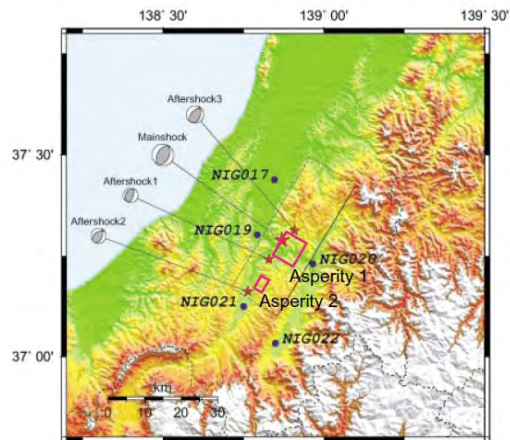 138˚30' 139˚00' 139˚30'
Aftershock3
Mainshock
37˚30'
NIG017
Aftershock1
Aftershock2
NIG019
NIG020
Asperity 1
NIG021
Asperity 2
NIG022
37˚00'
km
0 10 20 30